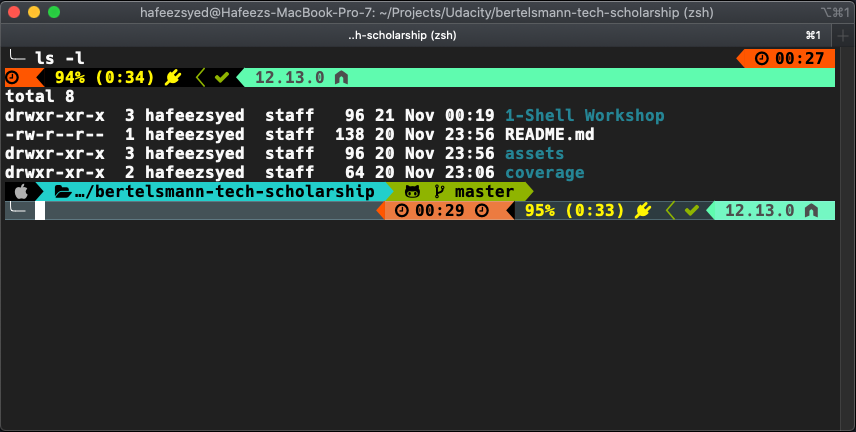 hafeezsyed@Hafeezs-MacBook-Pro-7: ~/Projects/Udacity/bertelsmann-tech-scholarship (zsh)
⌥⌘1
..h-scholarship (zsh)
⌘1
ls -l 00:27
94% (0:34) 12.13.0
total 8
drwxr-xr-x 3 hafeezsyed staff 96 21 Nov 00:19 1-Shell Workshop
-rw-r--r-- 1 hafeezsyed staff 138 20 Nov 23:56 README.md
drwxr-xr-x 3 hafeezsyed staff 96 20 Nov 23:56 assets
drwxr-xr-x 2 hafeezsyed staff 64 20 Nov 23:06 coverage
…/bertelsmann-tech-scholarship master
00:29 95% (0:33) 12.13.0